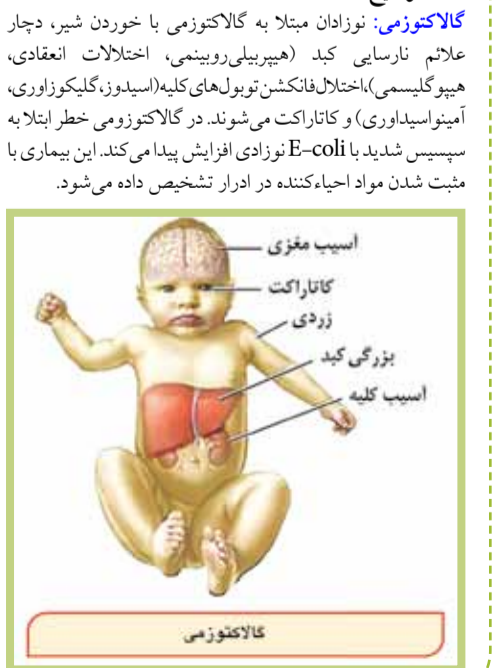 گالاکتوزمی: نوزادان مبتلا به گالاکتوزمی با خوردن شیر، دچار
علائم نارسایی کبد (هیپربیلی‌روبینمی، اختلالات انعقادی،
هیپوگلیسمی)،اختلال فانکشن توبول‌های کلیه(اسیدوز،گلیکوزاوری،
آمینواسیداوری) و کاتاراکت می‌شوند. در گالاکتوزومی خطر ابتلا به
سپسیس شدید با E-coli نوزادی افزایش پیدا می‌کند. این بیماری با
مثبت شدن مواد احیاءکننده در ادرار تشخیص داده می‌شود.
آسیب مغزی
کاتاراکت
زردی
بزرگی کبد
آسیب کلیه
گالاکتوزمی